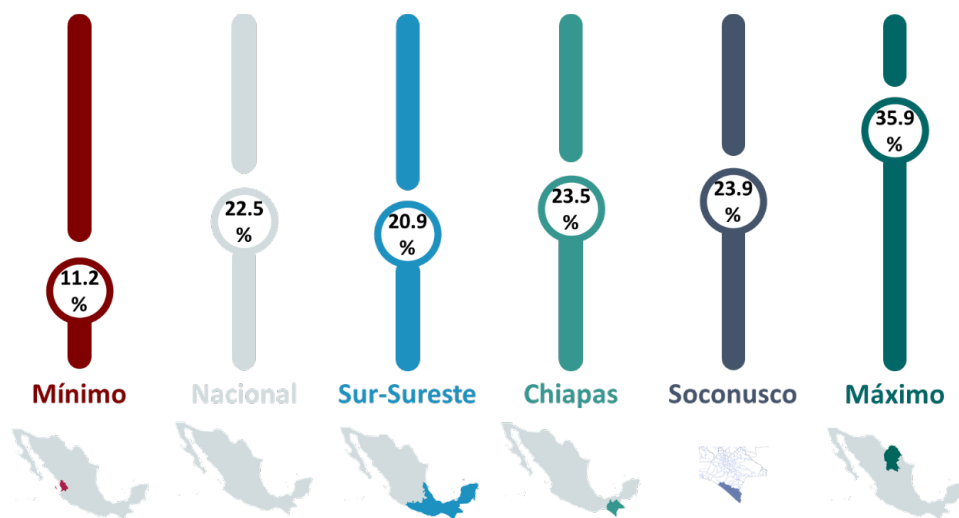 11.2
%
22.5
%
20.9
%
23.5
%
23.9
%
35.9
%
Mínimo
Nacional
Sur-Sureste
Chiapas
Soconusco
Máximo